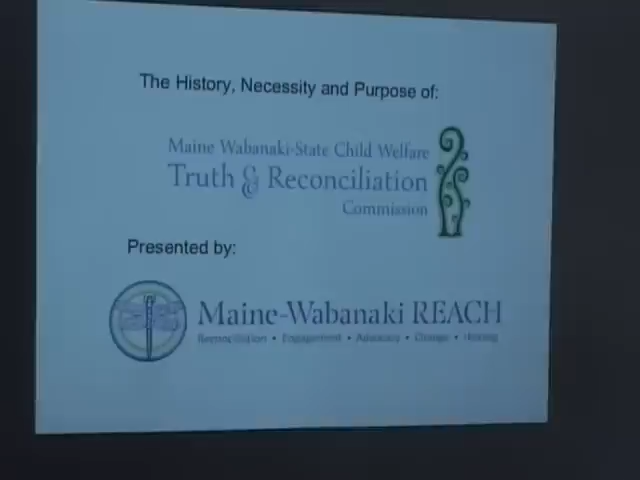 The History, Necessity and Purpose of:
Maine Wabanaki-State Child Welfare
Truth & Reconciliation
Commission
Presented by:
Maine-Wabanaki REACH
Reconciliation • Engagement • Advocacy • Change • Healing